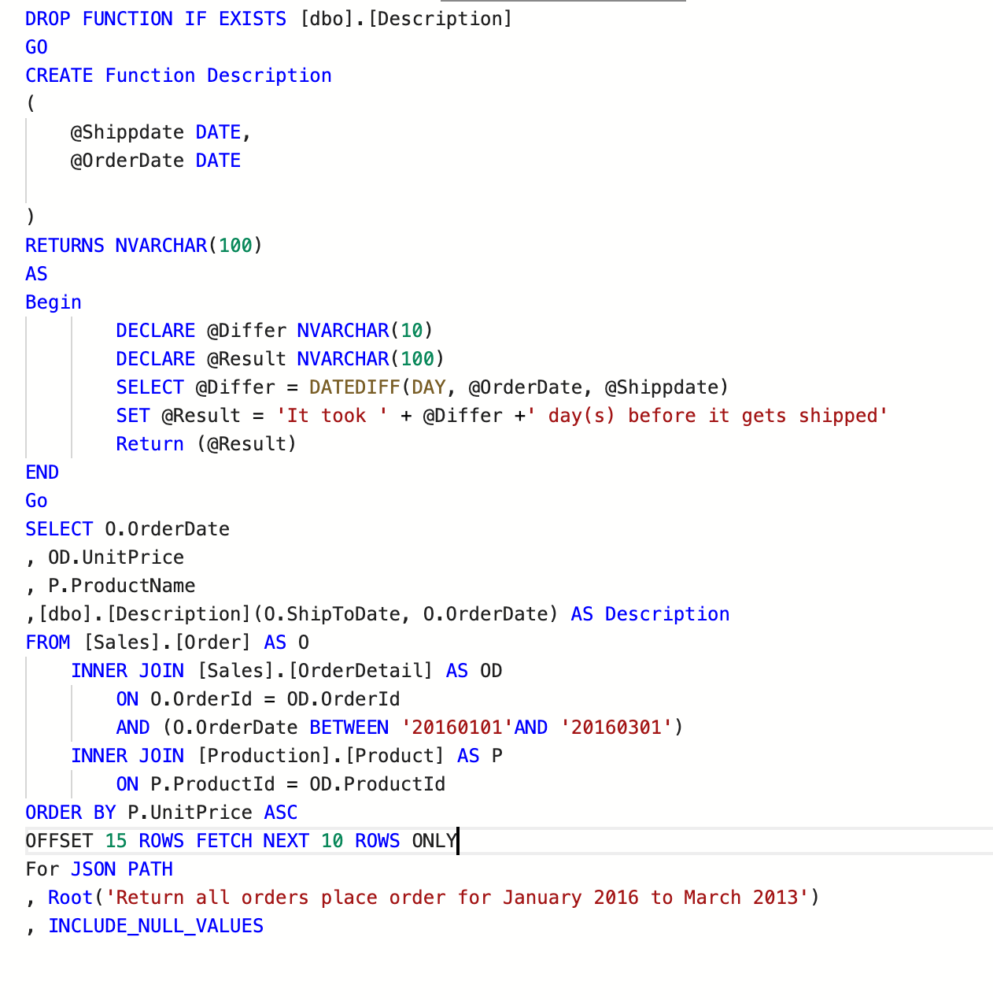 DROP FUNCTION IF EXISTS [dbo].[Description]
GO
CREATE Function Description
(
    @Shippdate DATE,
    @OrderDate DATE
)
RETURNS NVARCHAR(100)
AS
Begin
        DECLARE @Differ NVARCHAR(10)
        DECLARE @Result NVARCHAR(100)
        SELECT @Differ = DATEDIFF(DAY, @OrderDate, @Shippdate)
        SET @Result = 'It took ' + @Differ +' day(s) before it gets shipped'
        Return (@Result)
END
Go
SELECT O.OrderDate
, OD.UnitPrice
, P.ProductName
,[dbo].[Description](O.ShipToDate, O.OrderDate) AS Description
FROM [Sales].[Order] AS O
    INNER JOIN [Sales].[OrderDetail] AS OD
        ON O.OrderId = OD.OrderId
        AND (O.OrderDate BETWEEN '20160101'AND '20160301')
    INNER JOIN [Production].[Product] AS P
        ON P.ProductId = OD.ProductId
ORDER BY P.UnitPrice ASC
OFFSET 15 ROWS FETCH NEXT 10 ROWS ONLY
For JSON PATH
, Root('Return all orders place order for January 2016 to March 2013')
, INCLUDE_NULL_VALUES